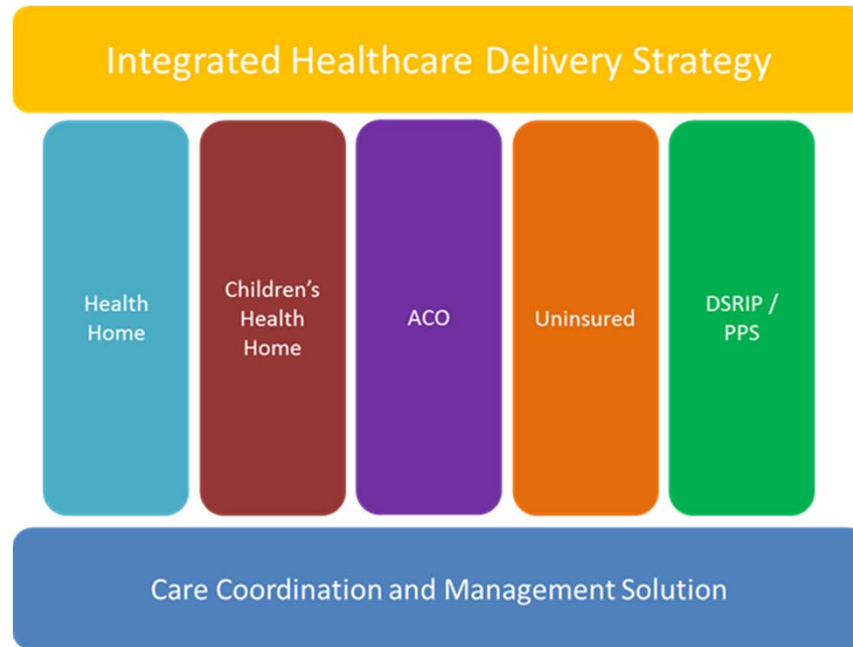 Integrated Healthcare Delivery Strategy
Health
Home
Children’s
Health
Home
ACO
Uninsured
DSRIP /
PPS
Care Coordination and Management Solution